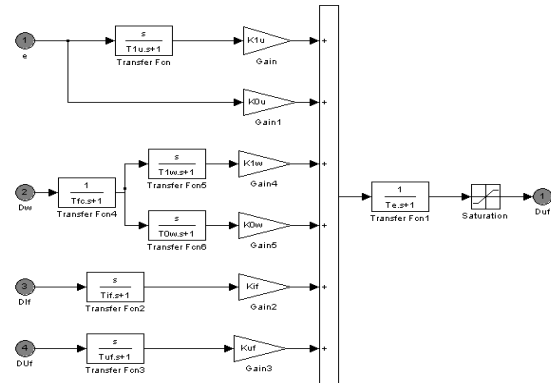 1
e
s
T1u.s+1
Transfer Fcn
K1u
Gain
+
K0u
Gain1
+
2
Dw
1
Tfc.s+1
Transfer Fcn4
s
T1w.s+1
Transfer Fcn5
K1w
Gain4
+
s
T0w.s+1
Transfer Fcn6
K0w
Gain5
+
1
Te.s+1
Transfer Fcn1
Saturation
1
Duf
3
DIf
s
Tif.s+1
Transfer Fcn2
Kif
Gain2
+
4
DUf
s
Tuf.s+1
Transfer Fcn3
Kuf
Gain3
+